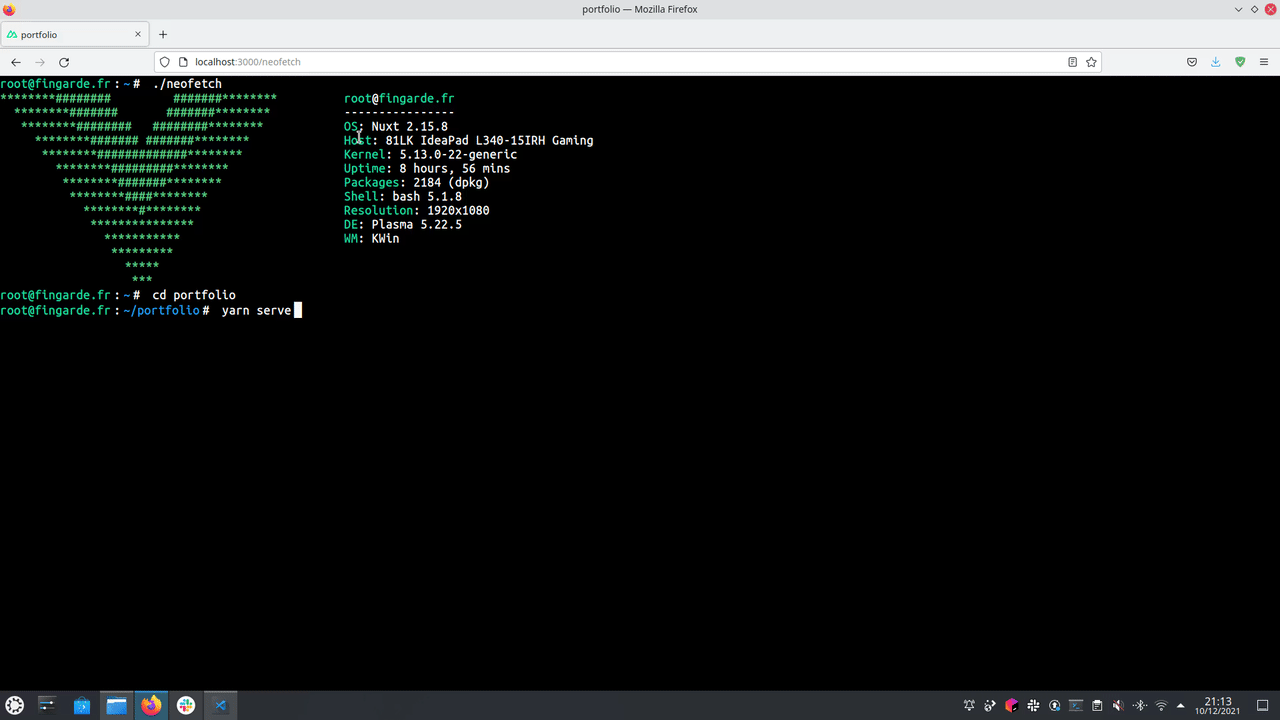 portfolio — Mozilla Firefox
portfolio
localhost:3000/neofetch
root@fingarde.fr:~# ./neofetch
********########         #######********
********#######       #######********
********########   ########********
********####### #######********
********#############********
********#########********
********#######********
********####********
********#********
***************
***********
*********
*****
***
root@fingarde.fr
----------------
OS: Nuxt 2.15.8
Host: 81LK IdeaPad L340-15IRH Gaming
Kernel: 5.13.0-22-generic
Uptime: 8 hours, 56 mins
Packages: 2184 (dpkg)
Shell: bash 5.1.8
Resolution: 1920x1080
DE: Plasma 5.22.5
WM: KWin
root@fingarde.fr:~# cd portfolio
root@fingarde.fr:~/portfolio# yarn serve
21:13
10/12/2021